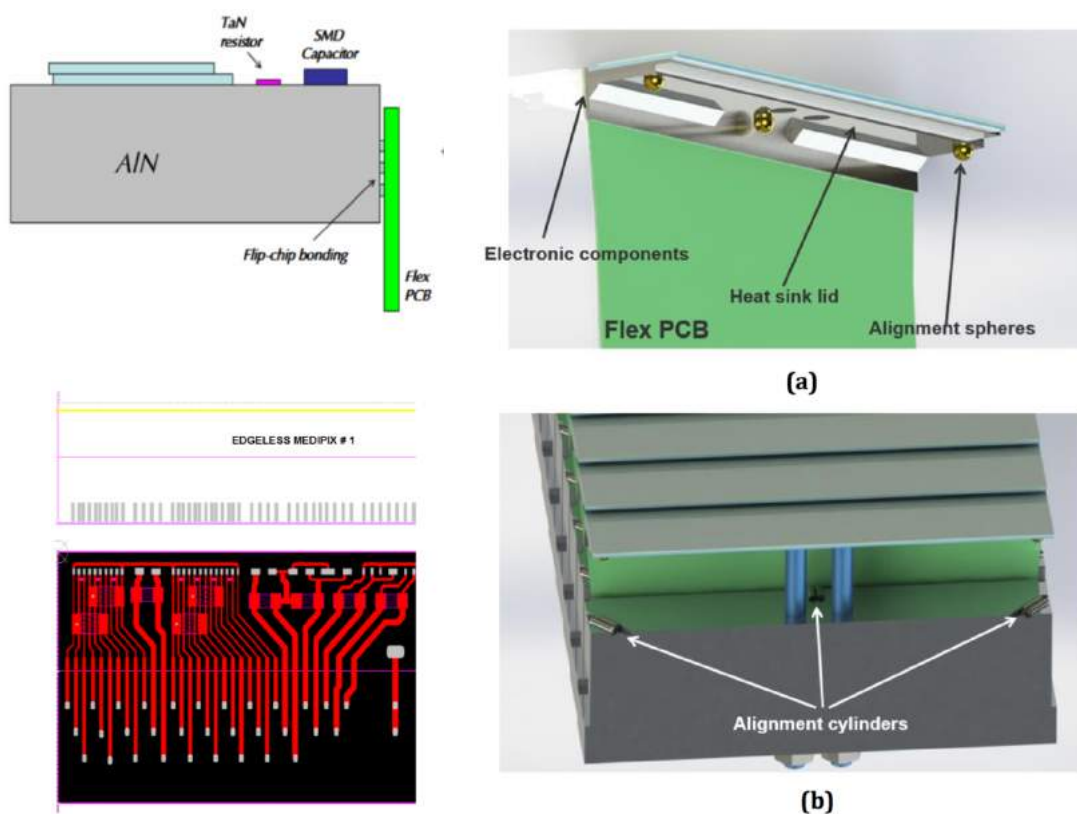 TaN
resistor
SMD
Capacitor
AlN
Flip-chip bonding
Flex
PCB
Electronic components
Heat sink lid
Flex PCB
Alignment spheres
(a)
EDGELESS MEDIPIX # 1
Alignment cylinders
(b)